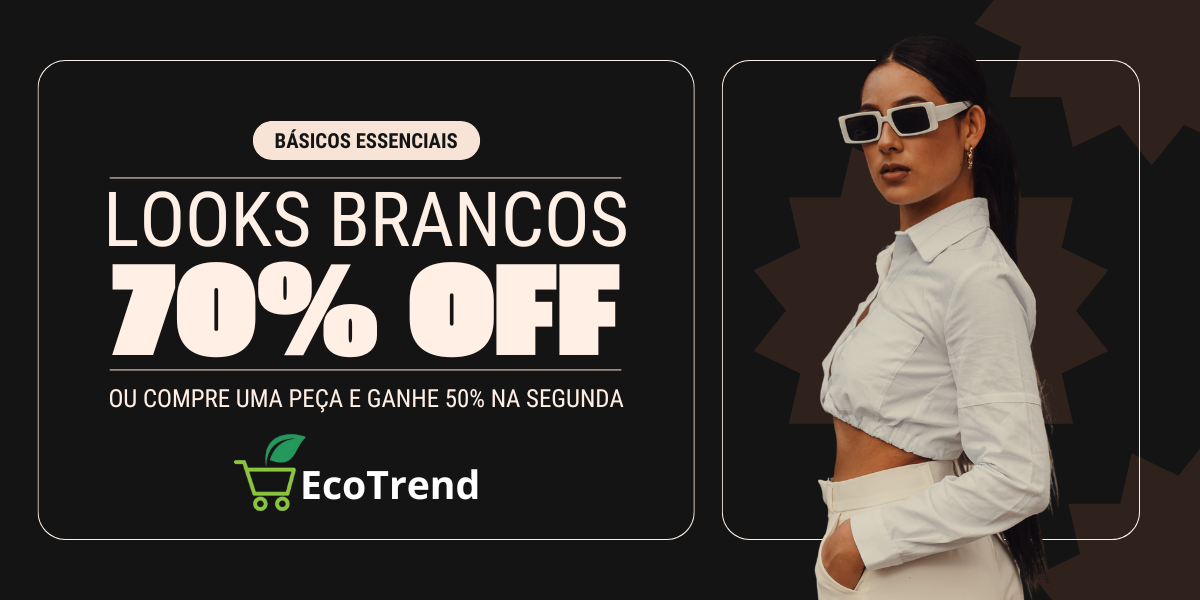 BÁSICOS ESSENCIAIS
LOOKS BRANCOS
70% OFF
OU COMPRE UMA PEÇA E GANHE 50% NA SEGUNDA
EcoTrend